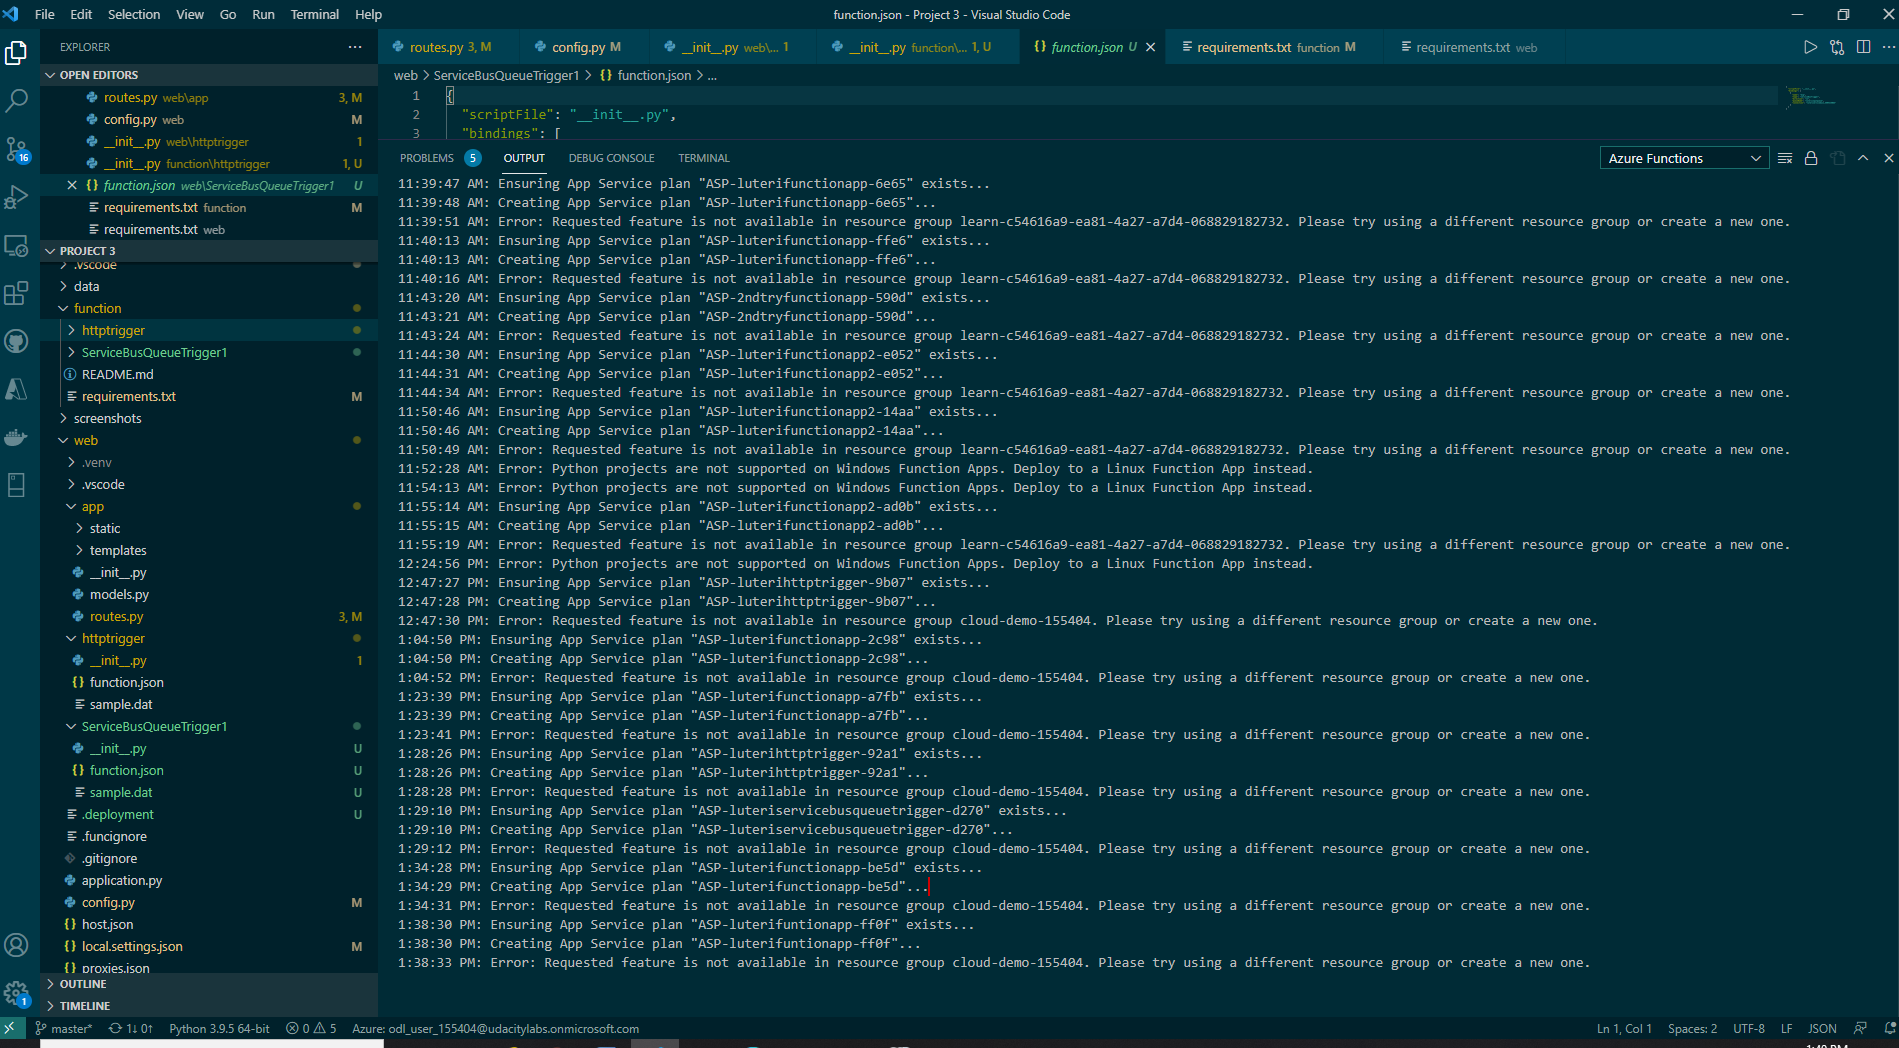 File Edit Selection View Go Run Terminal Help
function.json - Project 3 - Visual Studio Code
EXPLORER
routes.py 3, M
config.py M
__init__.py web\... 1
__init__.py function\... 1, U
function.json U
requirements.txt function M
requirements.txt web
OPEN EDITORS
routes.py web\app 3, M
config.py web M
__init__.py web\httptrigger 1
__init__.py function\httptrigger 1, U
function.json web\ServiceBusQueueTrigger1 U
requirements.txt function M
requirements.txt web
PROJECT 3
.vscode
data
function
httptrigger
ServiceBusQueueTrigger1
README.md
requirements.txt M
screenshots
web
.venv
.vscode
app
static
templates
__init__.py
models.py
routes.py 3, M
httptrigger
__init__.py 1
function.json
sample.dat
ServiceBusQueueTrigger1
__init__.py U
function.json U
sample.dat U
.deployment U
.funcignore
.gitignore
application.py
config.py M
host.json
local.settings.json M
proxies.json
OUTLINE
TIMELINE
16
1
web > ServiceBusQueueTrigger1 > {} function.json > ...
1 {
2 "scriptFile": "__init__.py",
3 "bindings": [
PROBLEMS 5 OUTPUT DEBUG CONSOLE TERMINAL
Azure Functions
11:39:47 AM: Ensuring App Service plan "ASP-luterifunctionapp-6e65" exists...
11:39:48 AM: Creating App Service plan "ASP-luterifunctionapp-6e65"...
11:39:51 AM: Error: Requested feature is not available in resource group learn-c54616a9-ea81-4a27-a7d4-068829182732. Please try using a different resource group or create a new one.
11:40:13 AM: Ensuring App Service plan "ASP-luterifunctionapp-ffe6" exists...
11:40:13 AM: Creating App Service plan "ASP-luterifunctionapp-ffe6"...
11:40:16 AM: Error: Requested feature is not available in resource group learn-c54616a9-ea81-4a27-a7d4-068829182732. Please try using a different resource group or create a new one.
11:43:20 AM: Ensuring App Service plan "ASP-2ndtryfunctionapp-590d" exists...
11:43:21 AM: Creating App Service plan "ASP-2ndtryfunctionapp-590d"...
11:43:24 AM: Error: Requested feature is not available in resource group learn-c54616a9-ea81-4a27-a7d4-068829182732. Please try using a different resource group or create a new one.
11:44:30 AM: Ensuring App Service plan "ASP-luterifunctionapp2-e052" exists...
11:44:31 AM: Creating App Service plan "ASP-luterifunctionapp2-e052"...
11:44:34 AM: Error: Requested feature is not available in resource group learn-c54616a9-ea81-4a27-a7d4-068829182732. Please try using a different resource group or create a new one.
11:50:46 AM: Ensuring App Service plan "ASP-luterifunctionapp2-14aa" exists...
11:50:46 AM: Creating App Service plan "ASP-luterifunctionapp2-14aa"...
11:50:49 AM: Error: Requested feature is not available in resource group learn-c54616a9-ea81-4a27-a7d4-068829182732. Please try using a different resource group or create a new one.
11:52:28 AM: Error: Python projects are not supported on Windows Function Apps. Deploy to a Linux Function App instead.
11:54:13 AM: Error: Python projects are not supported on Windows Function Apps. Deploy to a Linux Function App instead.
11:55:14 AM: Ensuring App Service plan "ASP-luterifunctionapp2-ad0b" exists...
11:55:15 AM: Creating App Service plan "ASP-luterifunctionapp2-ad0b"...
11:55:19 AM: Error: Requested feature is not available in resource group learn-c54616a9-ea81-4a27-a7d4-068829182732. Please try using a different resource group or create a new one.
12:24:56 PM: Error: Python projects are not supported on Windows Function Apps. Deploy to a Linux Function App instead.
12:47:27 PM: Ensuring App Service plan "ASP-luterihttptrigger-9b07" exists...
12:47:28 PM: Creating App Service plan "ASP-luterihttptrigger-9b07"...
12:47:30 PM: Error: Requested feature is not available in resource group cloud-demo-155404. Please try using a different resource group or create a new one.
1:04:50 PM: Ensuring App Service plan "ASP-luterifunctionapp-2c98" exists...
1:04:50 PM: Creating App Service plan "ASP-luterifunctionapp-2c98"...
1:04:52 PM: Error: Requested feature is not available in resource group cloud-demo-155404. Please try using a different resource group or create a new one.
1:23:39 PM: Ensuring App Service plan "ASP-luterifunctionapp-a7fb" exists...
1:23:39 PM: Creating App Service plan "ASP-luterifunctionapp-a7fb"...
1:23:41 PM: Error: Requested feature is not available in resource group cloud-demo-155404. Please try using a different resource group or create a new one.
1:28:26 PM: Ensuring App Service plan "ASP-luterihttptrigger-92a1" exists...
1:28:26 PM: Creating App Service plan "ASP-luterihttptrigger-92a1"...
1:28:28 PM: Error: Requested feature is not available in resource group cloud-demo-155404. Please try using a different resource group or create a new one.
1:29:10 PM: Ensuring App Service plan "ASP-luteriservicebusqueuetrigger-d270" exists...
1:29:10 PM: Creating App Service plan "ASP-luteriservicebusqueuetrigger-d270"...
1:29:12 PM: Error: Requested feature is not available in resource group cloud-demo-155404. Please try using a different resource group or create a new one.
1:34:28 PM: Ensuring App Service plan "ASP-luterifunctionapp-be5d" exists...
1:34:29 PM: Creating App Service plan "ASP-luterifunctionapp-be5d"...
1:34:31 PM: Error: Requested feature is not available in resource group cloud-demo-155404. Please try using a different resource group or create a new one.
1:38:30 PM: Ensuring App Service plan "ASP-luterifuntionapp-ff0f" exists...
1:38:30 PM: Creating App Service plan "ASP-luterifuntionapp-ff0f"...
1:38:33 PM: Error: Requested feature is not available in resource group cloud-demo-155404. Please try using a different resource group or create a new one.
master* 1↓ 0↑ Python 3.9.5 64-bit 0 5 Azure: odl_user_155404@udacitylabs.onmicrosoft.com
Ln 1, Col 1 Spaces: 2 UTF-8 LF JSON